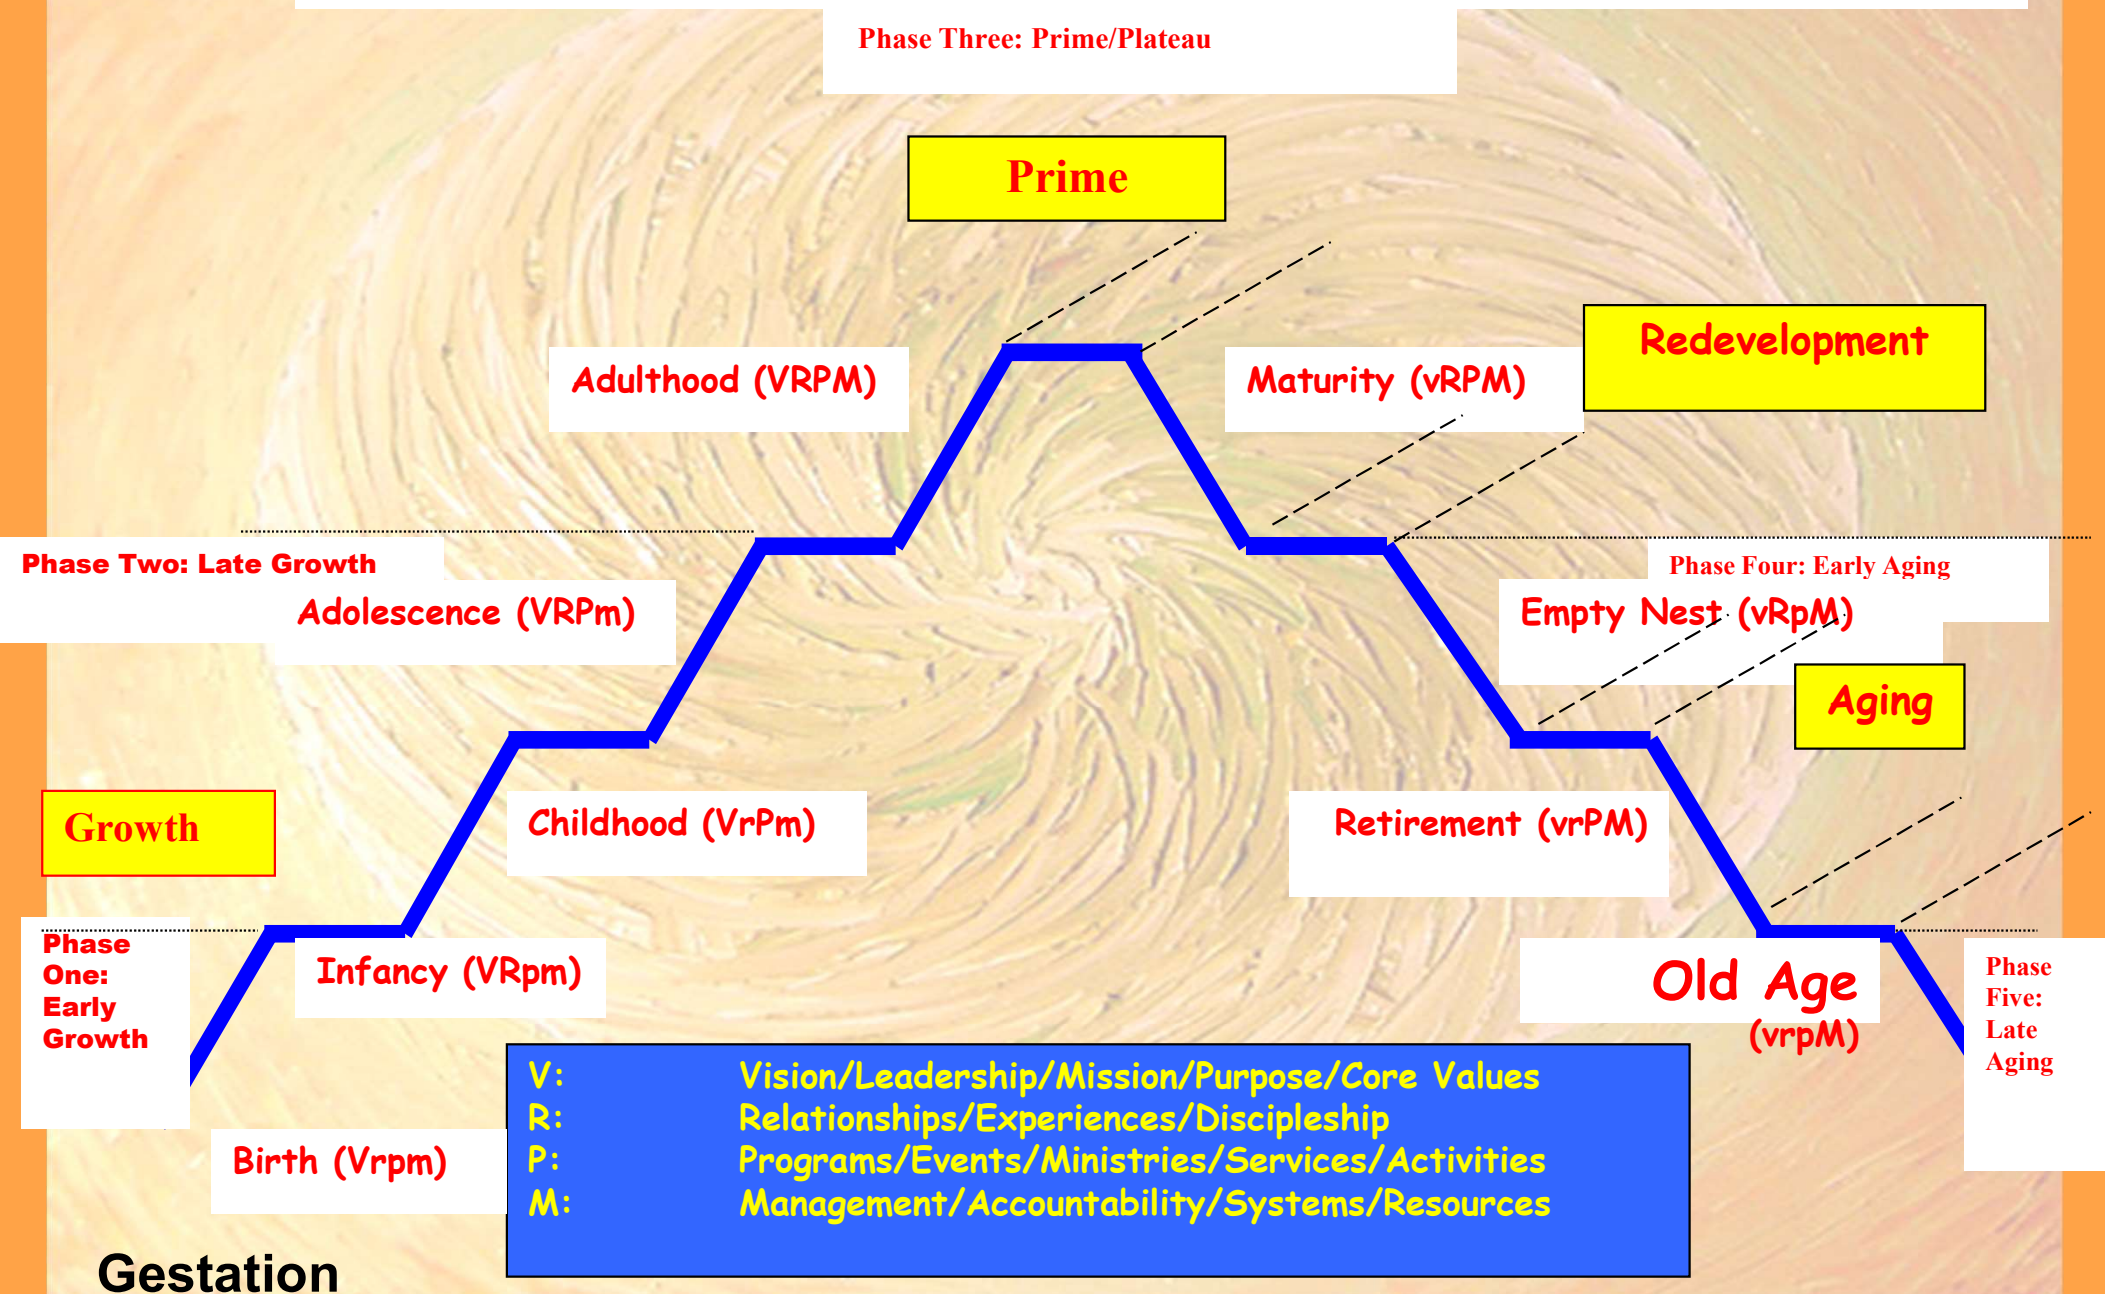 Phase Three: Prime/Plateau
Prime
Redevelopment
Adulthood (VRPM)
Maturity (vRPM)
Phase Two: Late Growth
Phase Four: Early Aging
Adolescence (VRPm)
Empty Nest (vRpM)
Aging
Growth
Childhood (VrPm)
Retirement (vrPM)
Phase
One:
Early
Growth
Infancy (VRpm)
Old Age
(vrpM)
Phase
Five:
Late
Aging
V: Vision/Leadership/Mission/Purpose/Core Values
R: Relationships/Experiences/Discipleship
P: Programs/Events/Ministries/Services/Activities
M: Management/Accountability/Systems/Resources
Birth (Vrpm)
Gestation